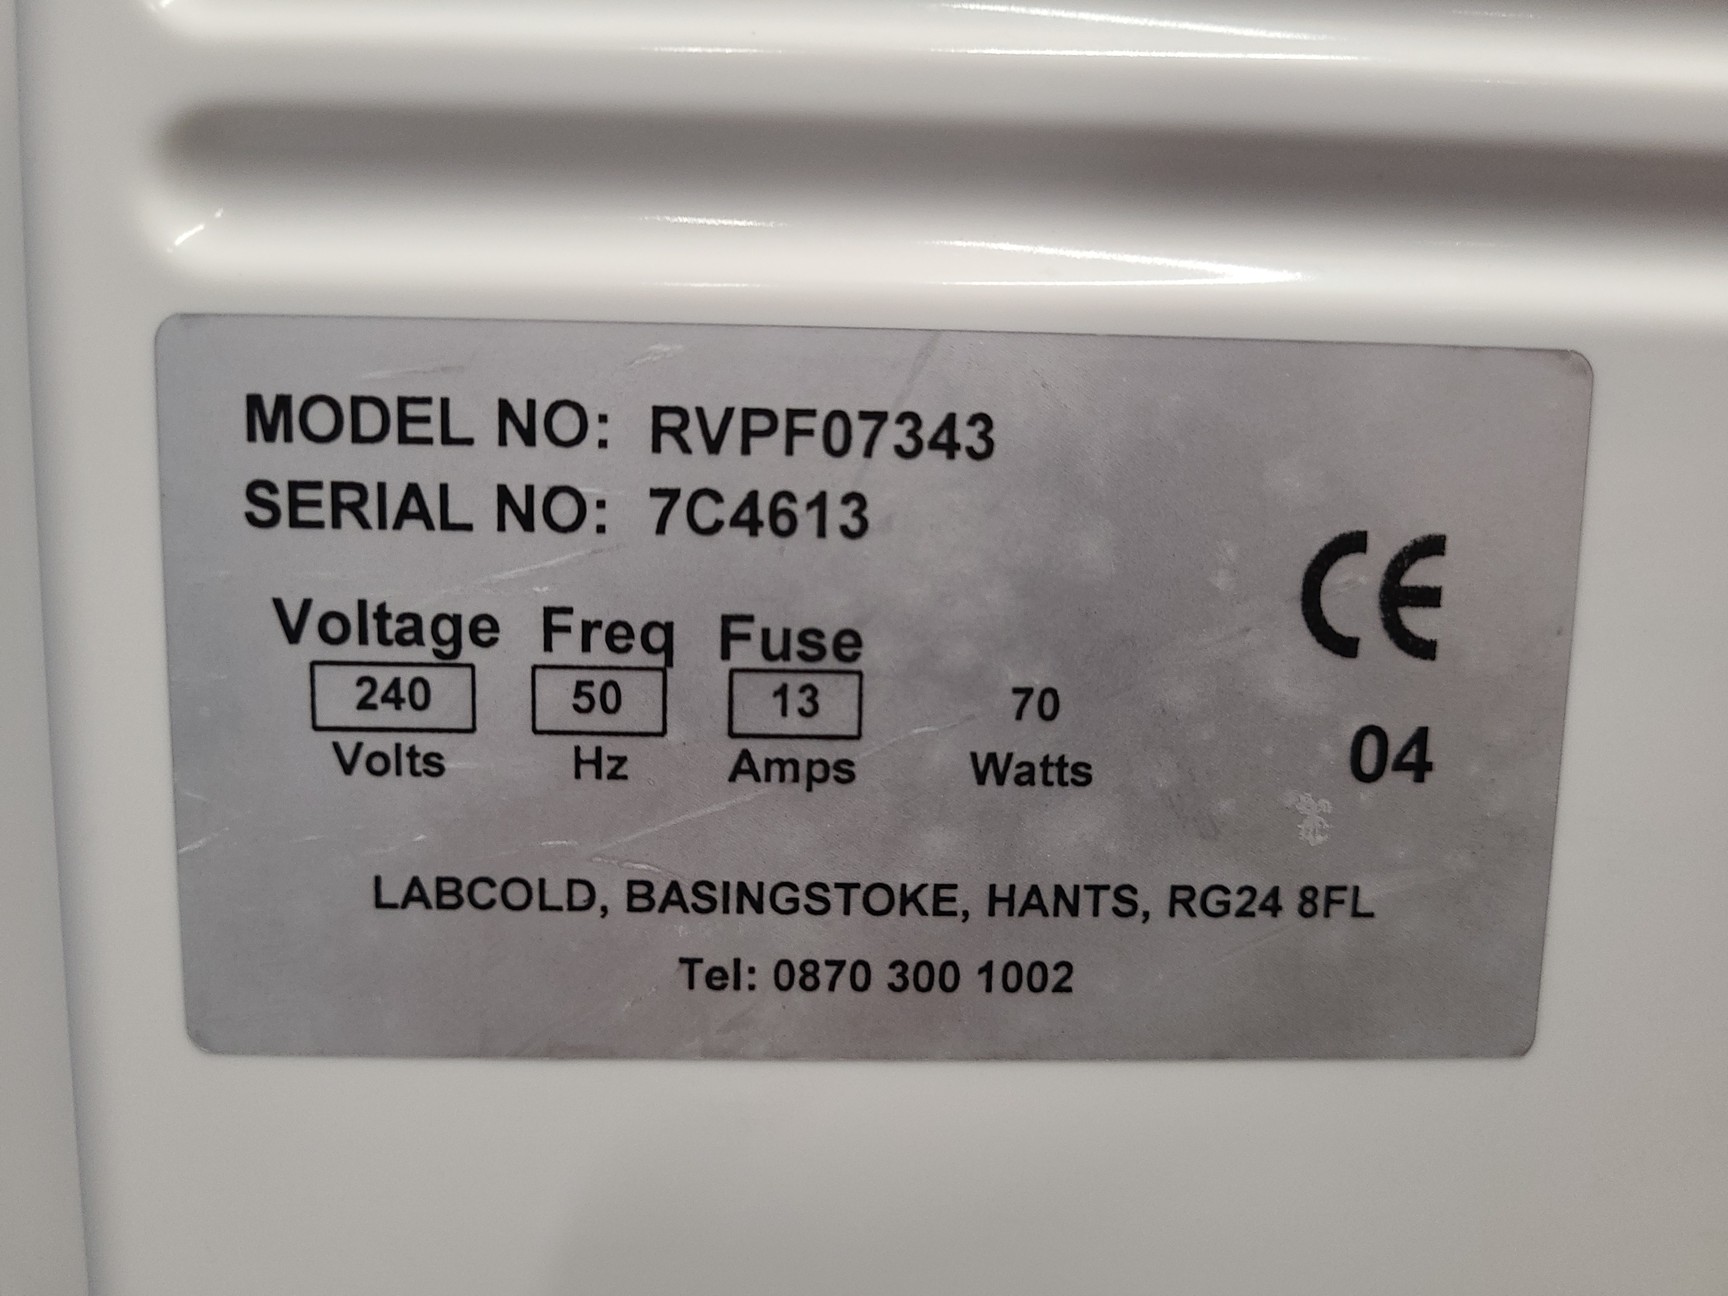 MODEL NO: RVPF07343
SERIAL NO: 7C4613
CE
Voltage Freq Fuse
240 50 13 70
Volts Hz Amps Watts
04
LABCOLD, BASINGSTOKE, HANTS, RG24 8FL
Tel: 0870 300 1002